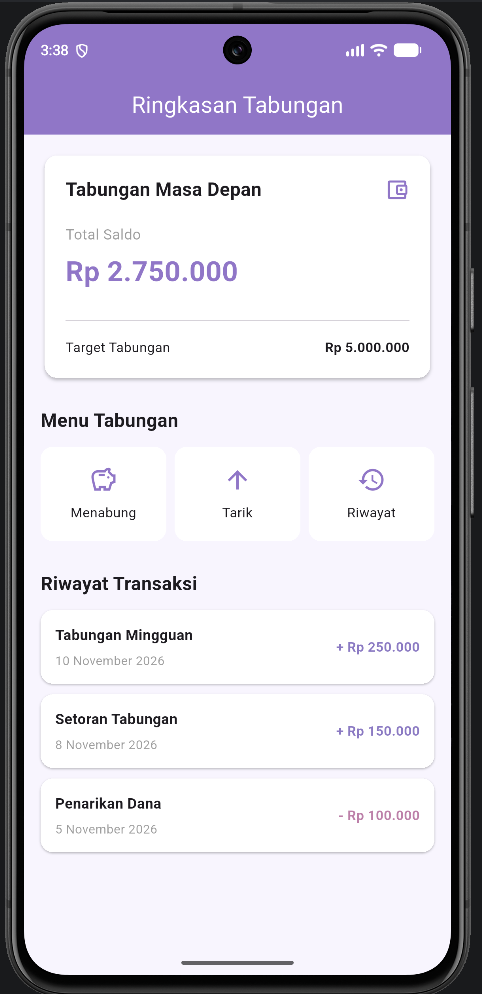 3:38
Ringkasan Tabungan
Tabungan Masa Depan
Total Saldo
Rp 2.750.000
Target Tabungan Rp 5.000.000
Menu Tabungan
Menabung Tarik Riwayat
Riwayat Transaksi
Tabungan Mingguan
+ Rp 250.000
10 November 2026
Setoran Tabungan
+ Rp 150.000
8 November 2026
Penarikan Dana
- Rp 100.000
5 November 2026